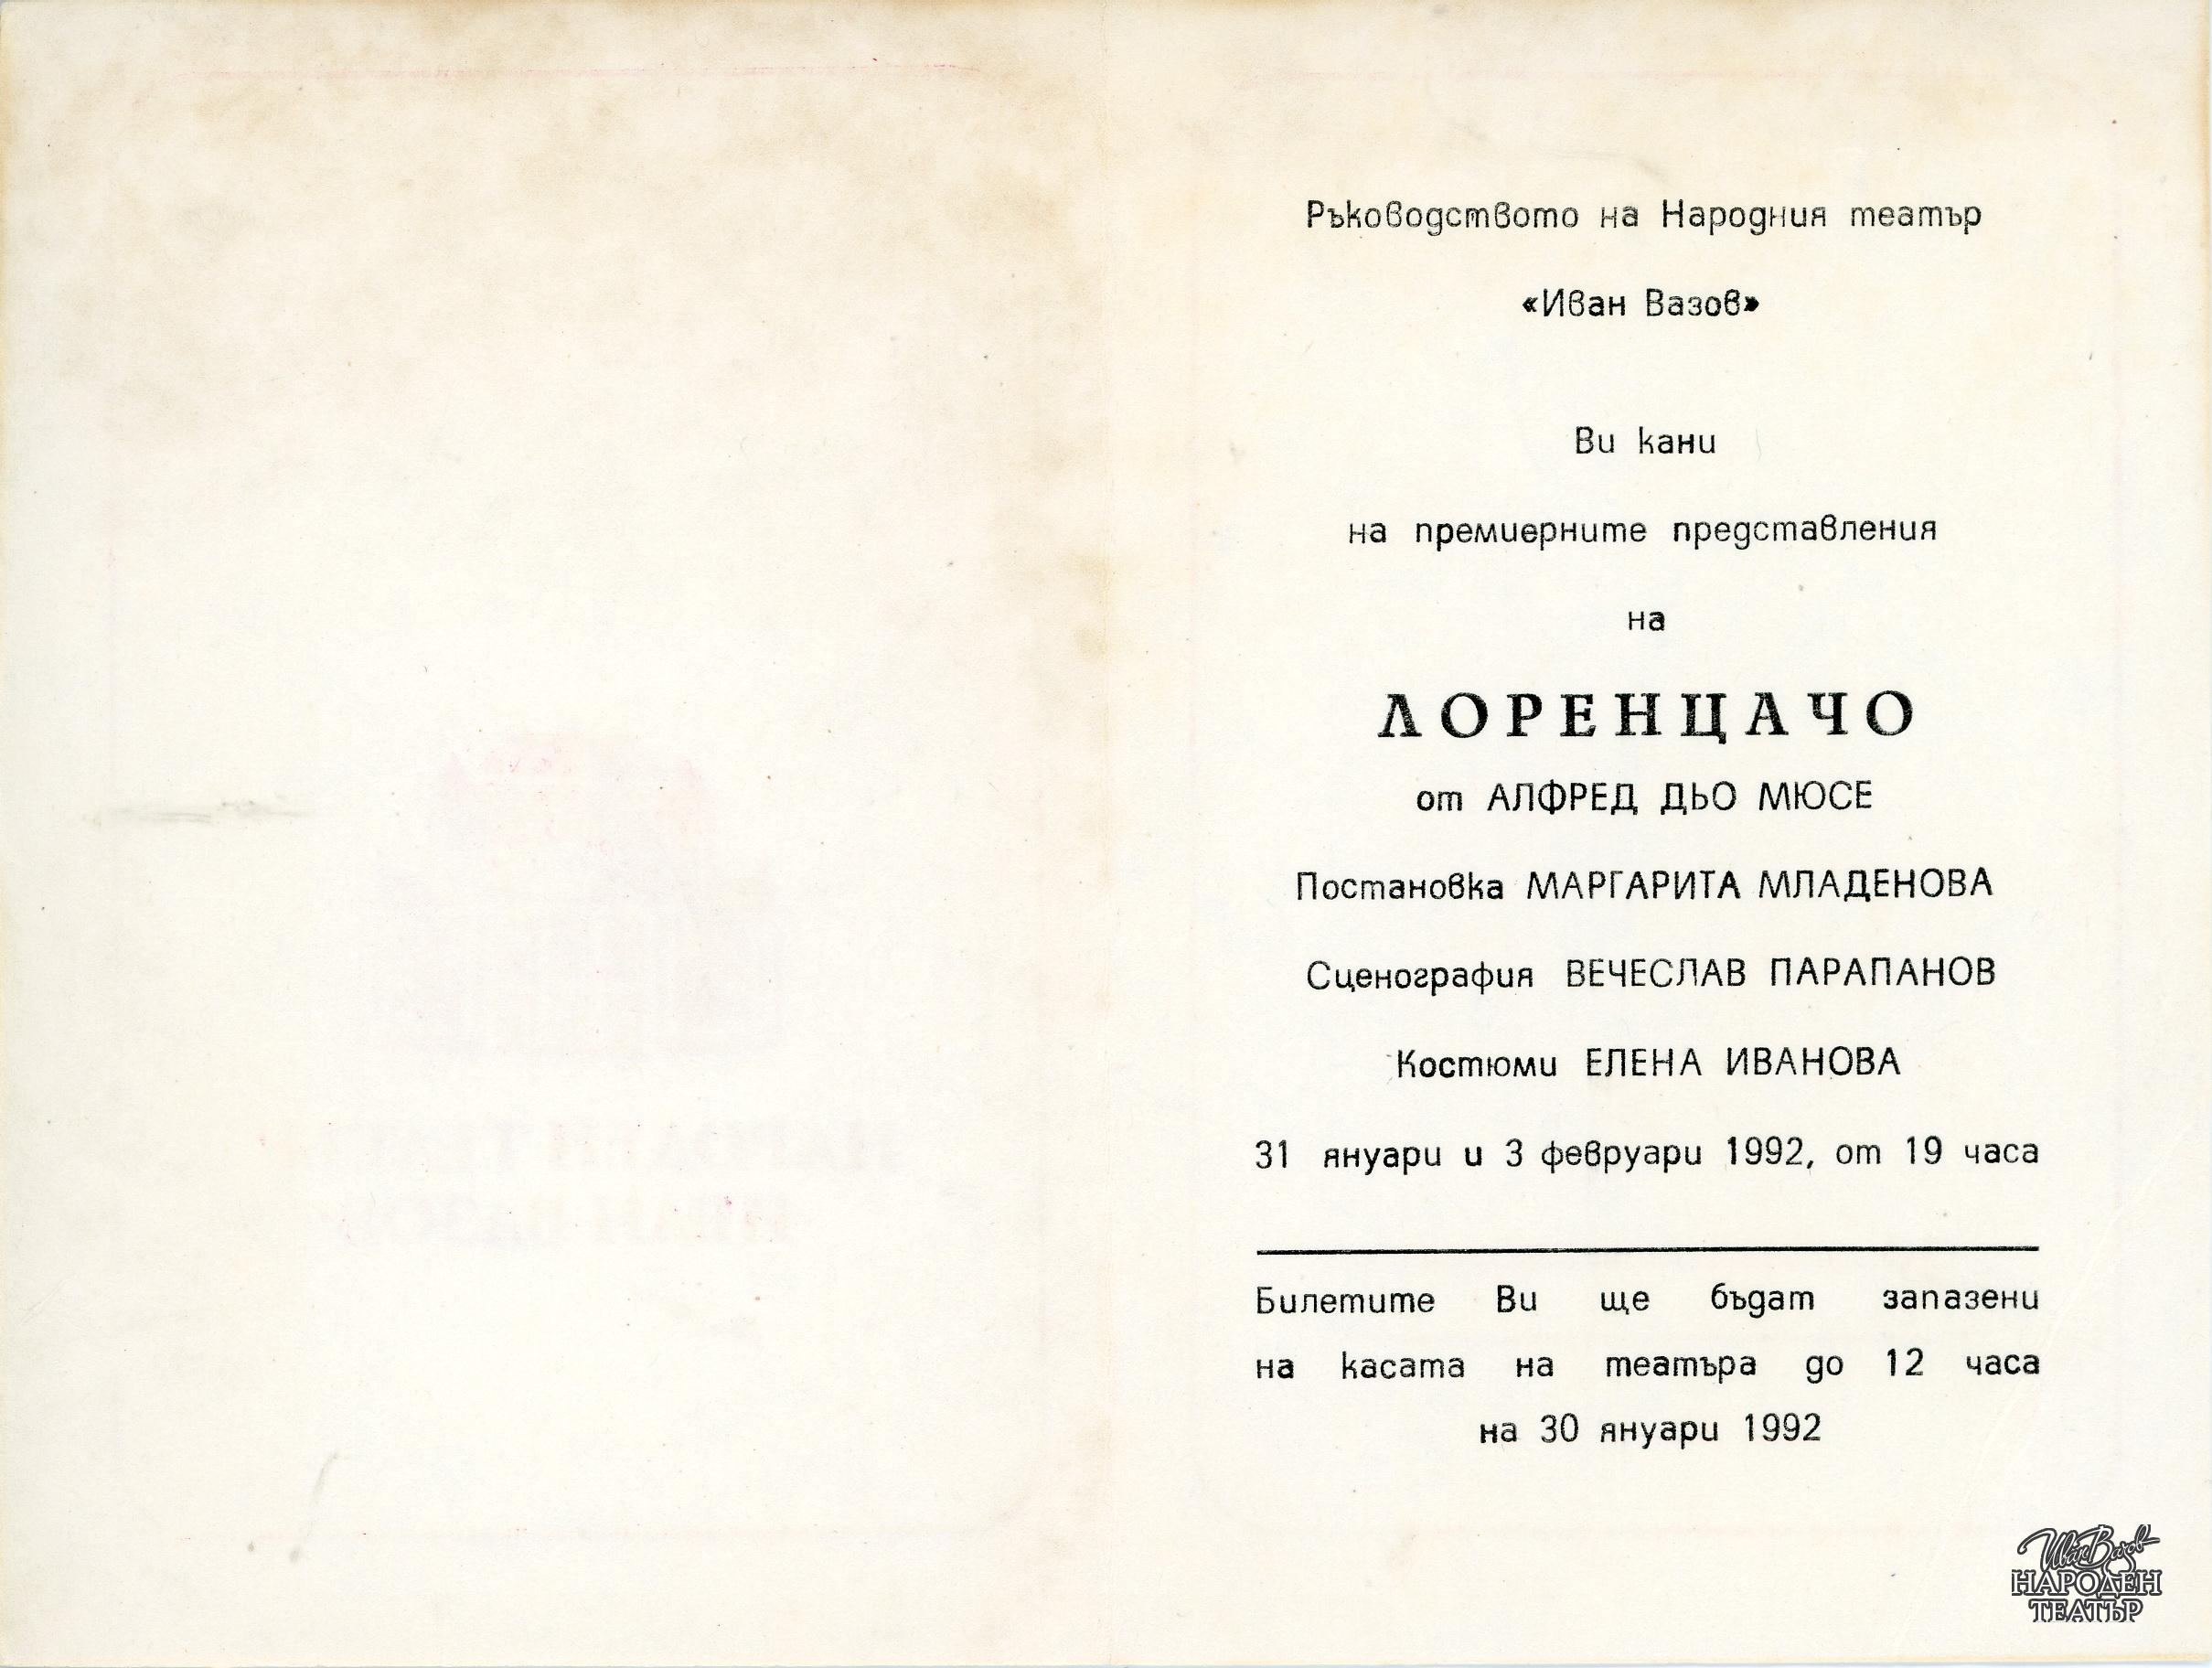 Ръководството на Народния театър
«Иван Вазов»
Ви кани
на премиерните представления
на
ЛОРЕНЦАЧО
от АЛФРЕД ДЬО МЮСЕ
Постановка МАРГАРИТА МЛАДЕНОВА
Сценография ВЕЧЕСЛАВ ПАРАПАНОВ
Костюми ЕЛЕНА ИВАНОВА
31 януари и 3 февруари 1992, от 19 часа
Билетите Ви ще бъдат запазени
на касата на театъра до 12 часа
на 30 януари 1992
Иван Вазов
НАРОДЕН
ТЕАТЪР